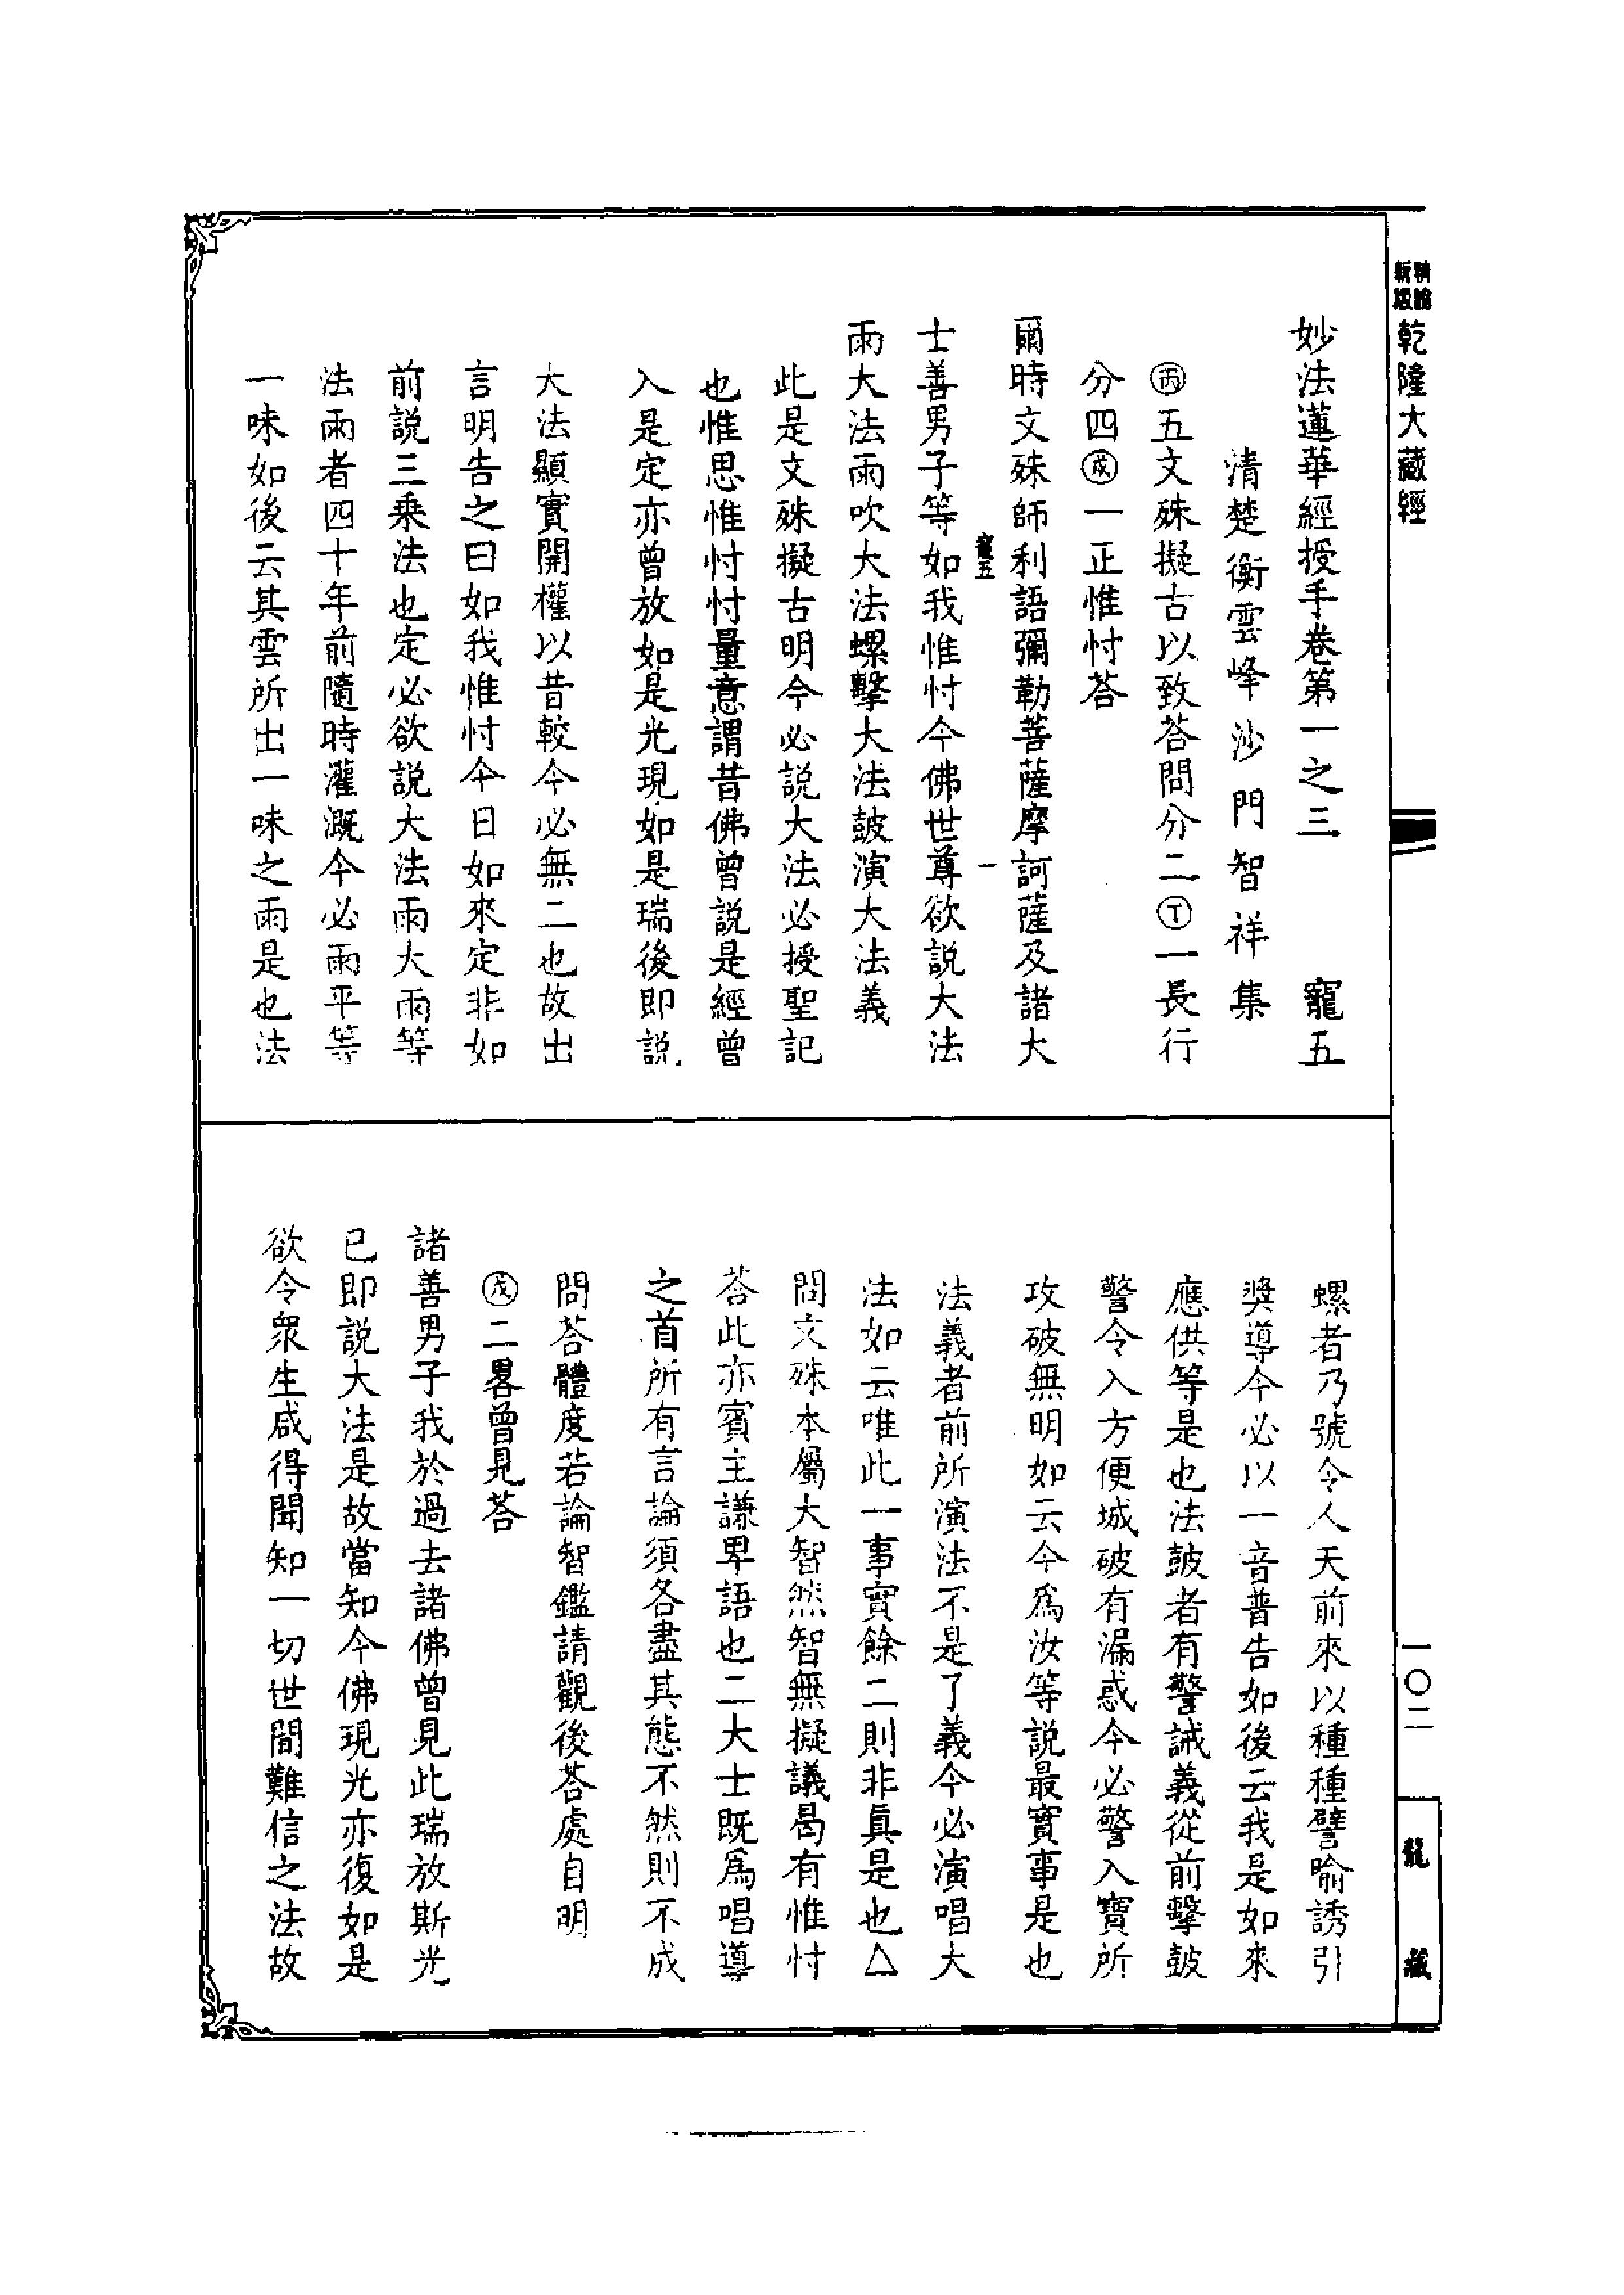 精編
新版
乾隆大藏經
妙法蓮華經授手卷第一之三 寵五
清楚衡雲峰沙門智祥集
㊛五文殊擬古以致荅問分二丁一長行
分四戊一正惟忖荅
爾時文殊師利語彌勒菩薩摩訶薩及諸大
寵五 一
士善男子等如我惟忖今佛世尊欲說大法
雨大法雨吹大法螺擊大法鼓演大法義
此是文殊擬古明今必說大法必授聖記
也惟思惟忖忖量意謂昔佛曾說是經曾
入是定亦曾放如是光現如是瑞後即說
大法顯實開權以昔較今必無二也故出
言明告之曰如我惟忖今日如來定非如
前說三乗法也定必欲說大法雨大雨等
法雨者四十年前隨時灌溉今必雨平等
一味如後云其雲所出一味之雨是也法
螺者乃號令人天前來以種種譬喻誘引
奬導今必以一音普告如後云我是如來
應供等是也法鼓者有警誡義從前擊鼓
警令入方便城破有漏惑今必警入寶所
攻破無明如云今爲汝等說最實事是也
法義者前所演法不是了義今必演唱大
法如云唯此一事實餘二則非眞是也△
問文殊本屬大智然智無擬議曷有惟忖
荅此亦賓主謙卑語也二大士既爲唱導
之首所有言論須各盡其態不然則不成
問荅體度若論智鑑請觀後荅處自明
戊二畧曾見荅
諸善男子我於過去諸佛曾見此瑞放斯光
已即說大法是故當知今佛現光亦復如是
欲令衆生咸得聞知一切世間難信之法故
一〇二
龍藏